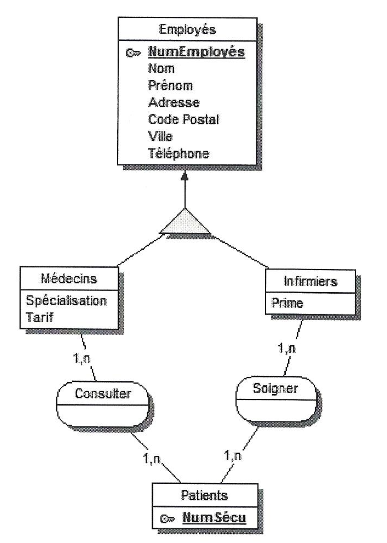 Employés
NumEmployés
Nom
Prénom
Adresse
Code Postal
Ville
Téléphone
Médecins
Spécialisation
Tarif
Infirmiers
Prime
1,n
1,n
Consulter
Soigner
1,n
1,n
Patients
NumSécu